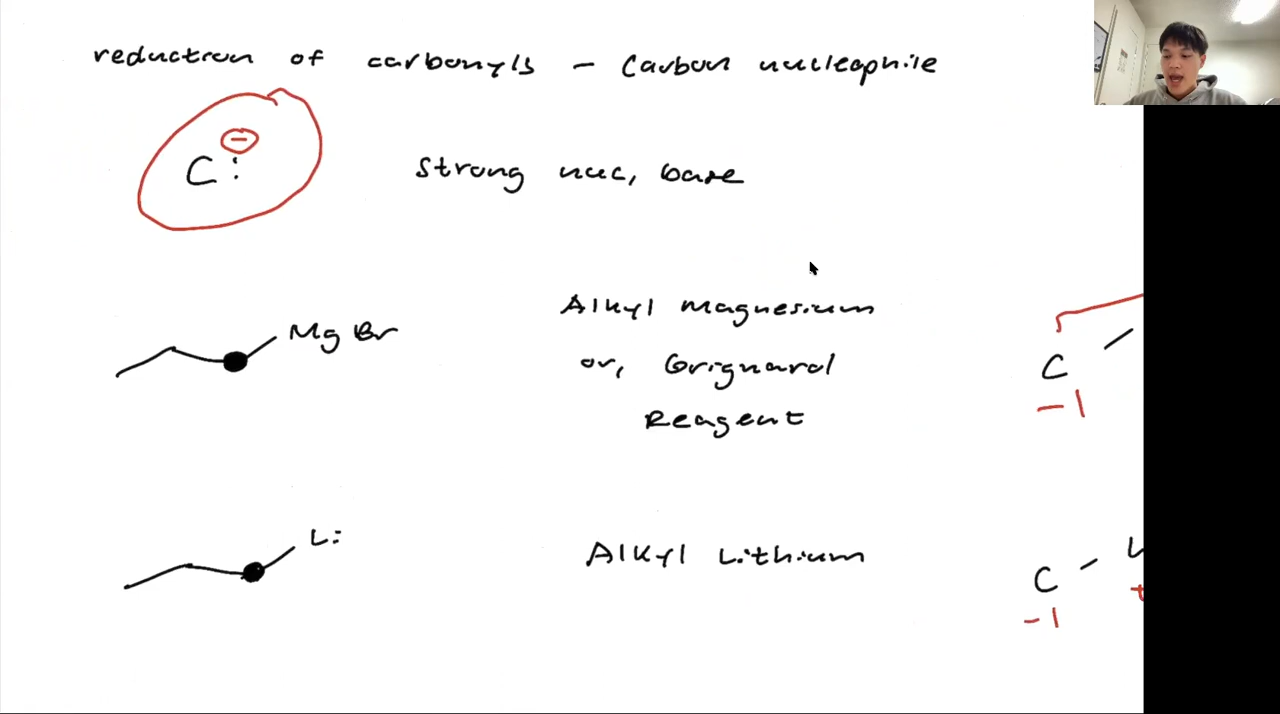 reduction of carbonyls - Carbon nucleophile
C:⊖
Strong nuc, base
MgBr
Alkyl Magnesium
or, Grignard
Reagent
C
-1
Li
Alkyl Lithium
C - L
-1 +